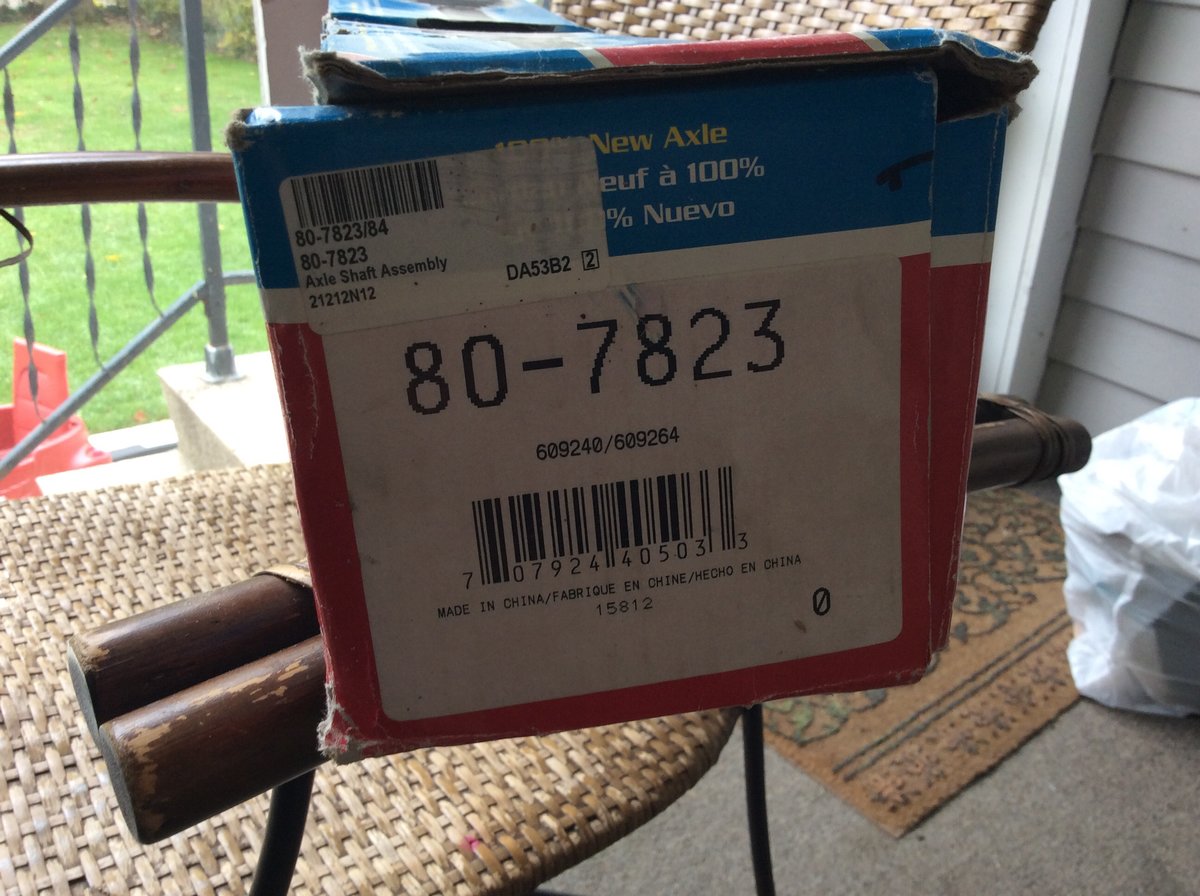 New Axle
euf à 100%
% Nuevo
80-7823/84
80-7823
Axle Shaft Assembly
DA53B2 2
21212N12
80-7823
609240/609264
7 07924 40503 3
MADE IN CHINA/FABRIQUE EN CHINE/HECHO EN CHINA
15812
0